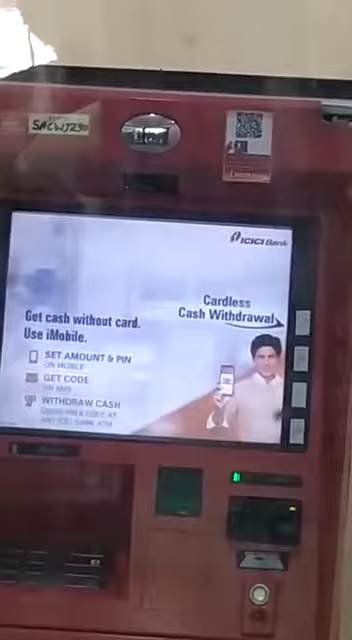 SACWJ290
ICICI Bank
Cardless
Cash Withdrawal
Get cash without card.
Use iMobile.
SET AMOUNT & PIN
ON MOBILE
GET CODE
ON SMS
WITHDRAW CASH
USING PIN & CODE AT
ANY ICICI BANK ATM